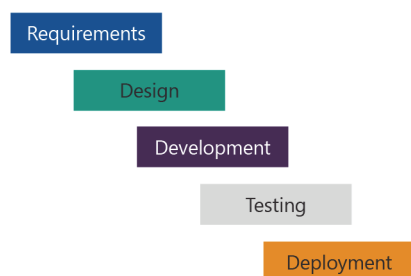 Requirements
Design
Development
Testing
Deployment